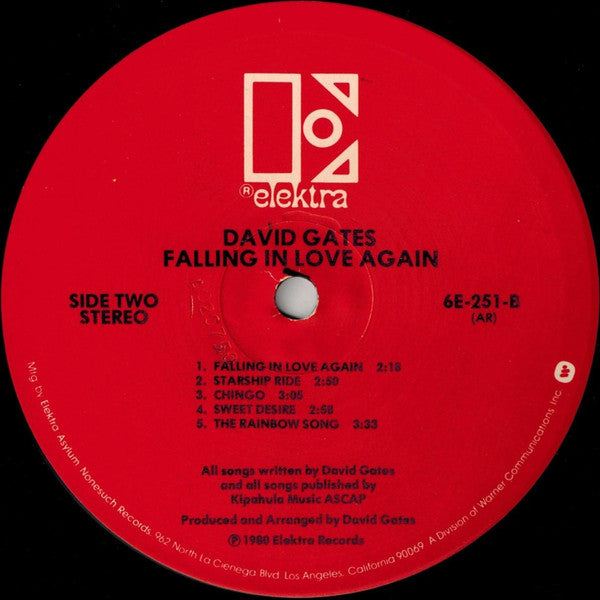 ® elektra
DAVID GATES
FALLING IN LOVE AGAIN
SIDE TWO
STEREO
6E-251-B
(AR)
1. FALLING IN LOVE AGAIN 2:18
2. STARSHIP RIDE 2:50
3. CHINGO 3:05
4. SWEET DESIRE 2:58
5. THE RAINBOW SONG 3:33
All songs written by David Gates
and all songs published by
Kipahula Music ASCAP
Produced and Arranged by David Gates
Ⓟ 1980 Elektra Records
Mfg. by Elektra Asylum, Nonesuch Records, 962 North La Cienega Blvd. Los Angeles, California 90069 A Division of Warner Communications Inc.